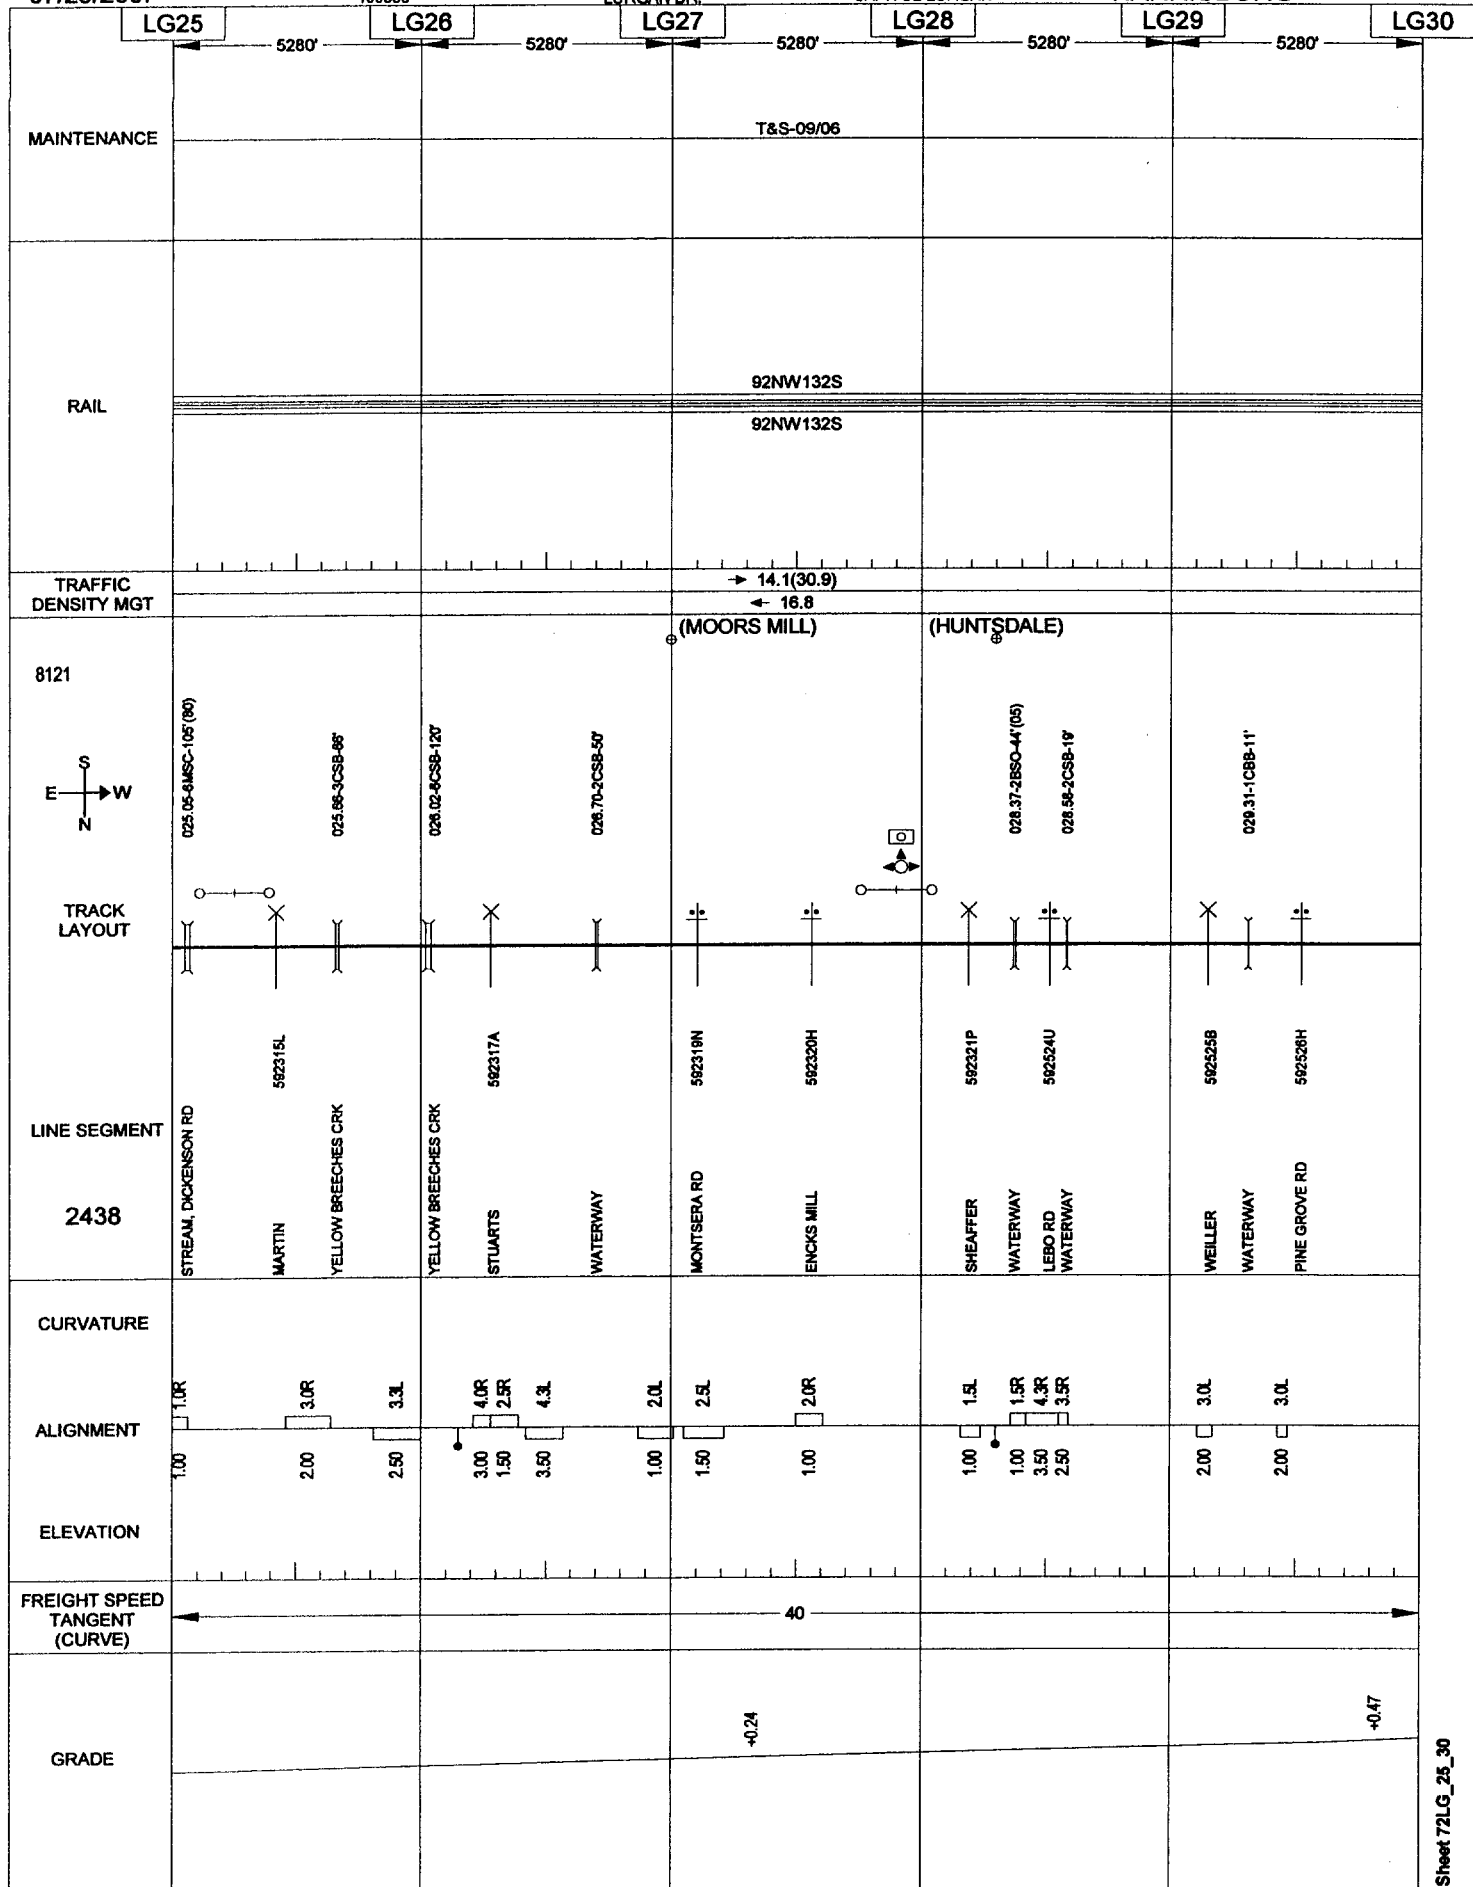 LG25 LG26 LG27 LG28 LG29 LG30
5280' 5280' 5280' 5280' 5280'
MAINTENANCE
T&S-09/06
RAIL
92NW132S
92NW132S
TRAFFIC
DENSITY MGT
14.1(30.9)
16.8
(MOORS MILL) (HUNTSDALE)
8121
S
E W
N
025.05-6MSC-105'(80)
025.66-3CSB-86'
026.02-6CSB-120'
026.70-2CSB-50'
028.37-2BSO-44'(05)
028.58-2CSB-19'
029.31-1CBB-11'
TRACK
LAYOUT
592315L
592317A
592319N
592320H
592321P
592524U
592525B
592526H
LINE SEGMENT
2438
STREAM, DICKENSON RD
MARTIN
YELLOW BREECHES CRK
YELLOW BREECHES CRK
STUARTS
WATERWAY
MONTSERA RD
ENCKS MILL
SHEAFFER
WATERWAY
LEBO RD
WATERWAY
WEILLER
WATERWAY
PINE GROVE RD
CURVATURE
1.0R 3.0R 3.3L 4.0R 2.5R 4.3L 2.0L 2.5L 2.0R 1.5L 1.5R 4.3R 3.5R 3.0L 3.0L
ALIGNMENT
1.00 2.00 2.50 3.00 1.50 3.50 1.00 1.50 1.00 1.00 1.00 3.50 2.50 2.00 2.00
ELEVATION
FREIGHT SPEED
TANGENT
(CURVE)
40
GRADE
+0.24
+0.47
Sheet 72LG_25_30